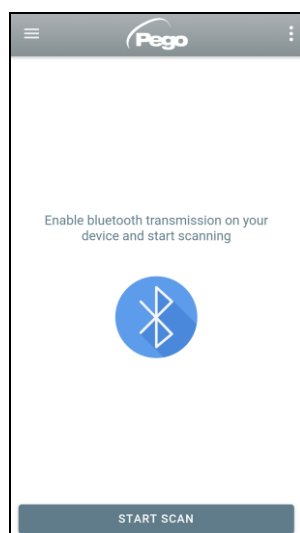 Pego
Enable bluetooth transmission on your
device and start scanning
START SCAN